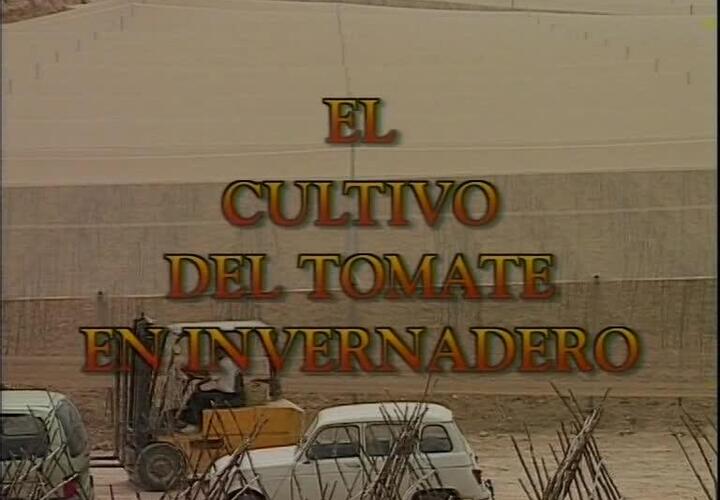 EL
CULTIVO
DEL TOMATE
EN INVERNADERO